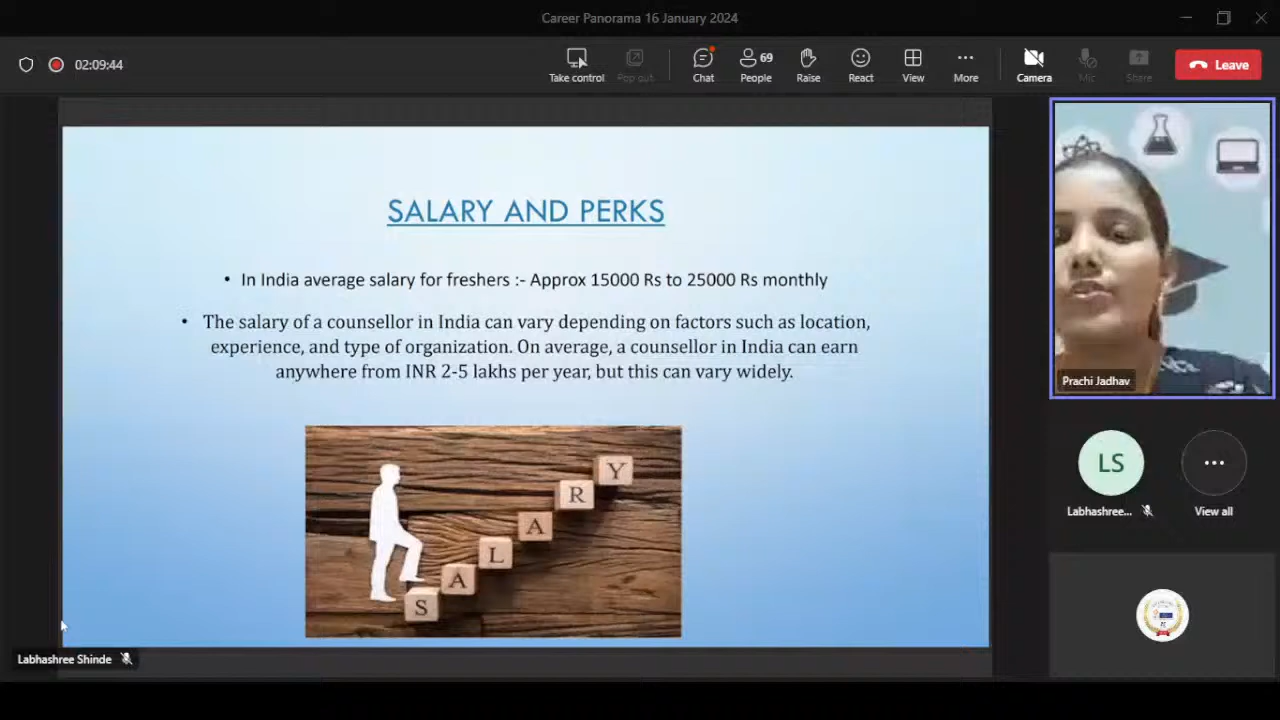 Career Panorama 16 January 2024
02:09:44
Take control
Pop out
Chat
69
People
Raise
React
View
More
Camera
Mic
Share
Leave
SALARY AND PERKS
• In India average salary for freshers :- Approx 15000 Rs to 25000 Rs monthly
• The salary of a counsellor in India can vary depending on factors such as location,
experience, and type of organization. On average, a counsellor in India can earn
anywhere from INR 2-5 lakhs per year, but this can vary widely.
S
A
L
A
R
Y
Prachi Jadhav
LS
Labhashree...
View all
Labhashree Shinde